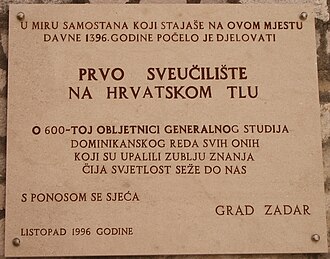 U MIRU SAMOSTANA KOJI STAJAŠE NA OVOM MJESTU
DAVNE 1396. GODINE POČELO JE DJELOVATI
PRVO SVEUČILIŠTE
NA HRVATSKOM TLU
O 600-TOJ OBLJETNICI GENERALNOG STUDIJA
DOMINIKANSKOG REDA SVIH ONIH
KOJI SU UPALILI ZUBLJU ZNANJA
ČIJA SVJETLOST SEŽE DO NAS
S PONOSOM SE SJEĆA
GRAD ZADAR
LISTOPAD 1996 GODINE